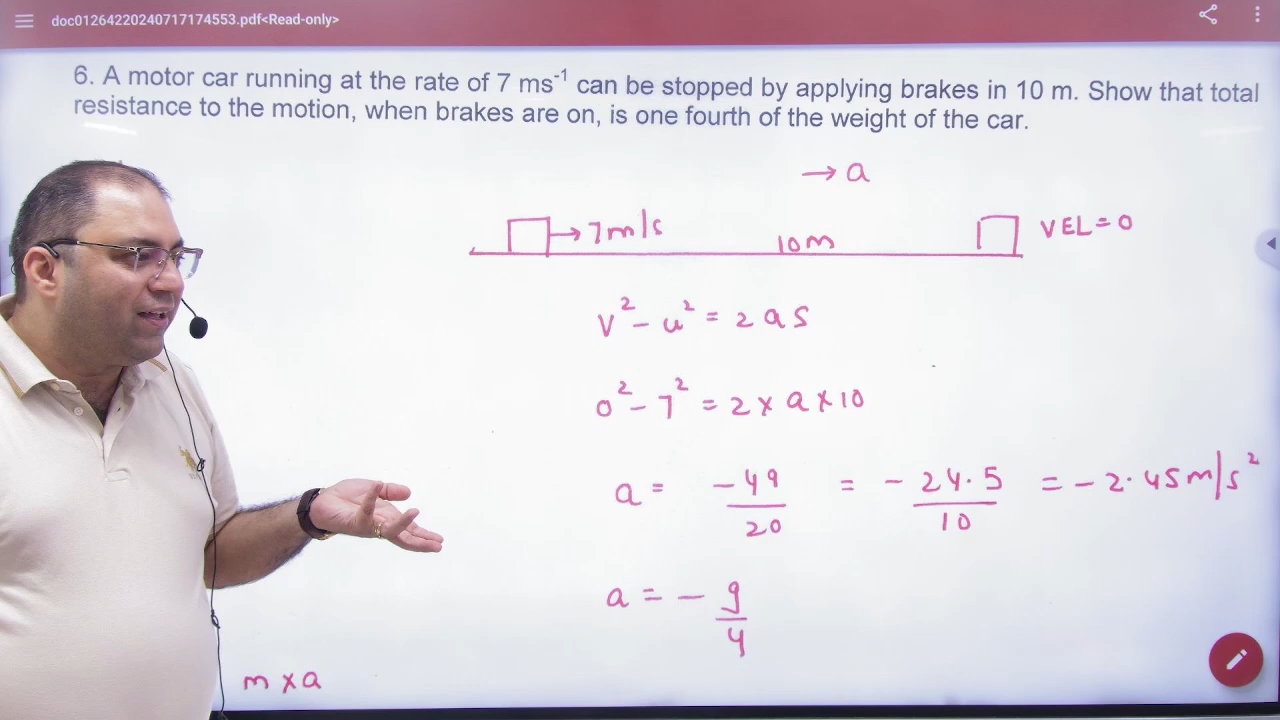 doc01264220240717174553.pdf<Read-only>
6. A motor car running at the rate of 7 ms⁻¹ can be stopped by applying brakes in 10 m. Show that total
resistance to the motion, when brakes are on, is one fourth of the weight of the car.
→ a
→ 7m/s 10m VEL = 0
v² - u² = 2 a s
0² - 7² = 2 × a × 10
a = -49/20 = -24.5/10 = -2.45 m/s²
a = - g/4
m × a